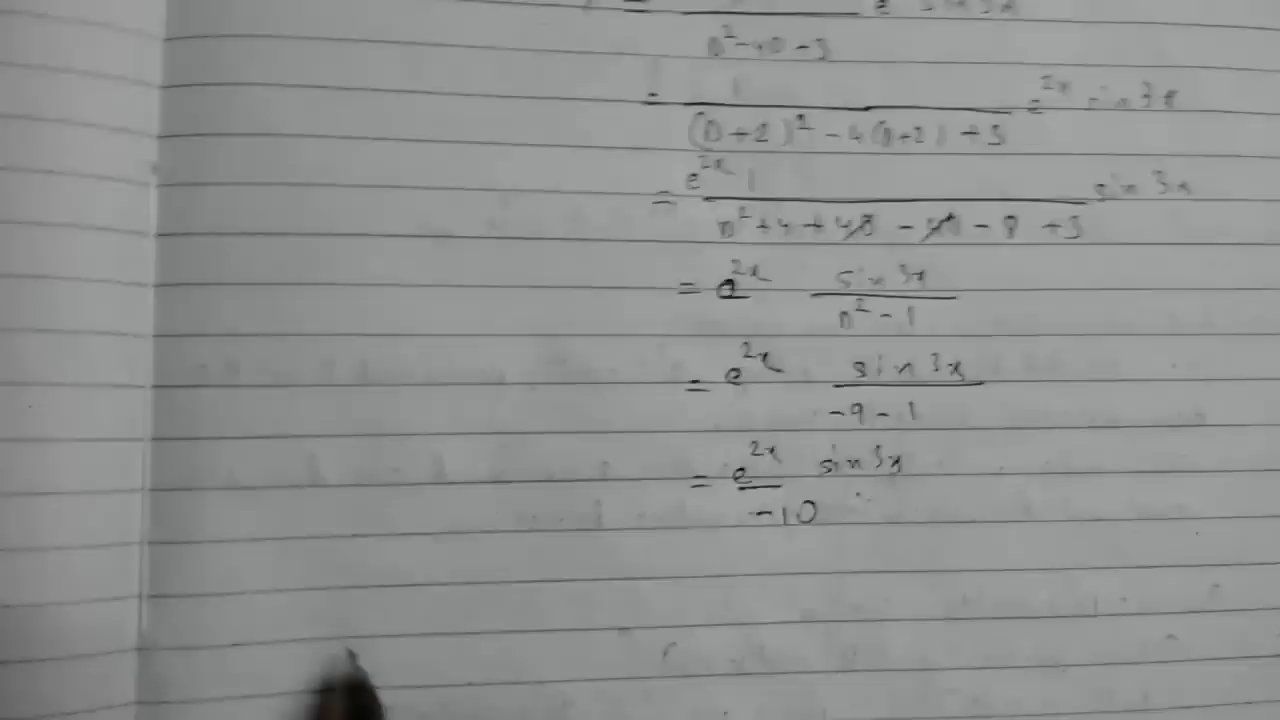 D² - 4D + 3
= 1 / ((D+2)² - 4(D+2) + 3) e^2x sin 3x
= e^2x 1 / (D² + 4 + 4D - 4D - 8 + 3) sin 3x
= e^2x sin 3x / (D² - 1)
= e^2x sin 3x / (-9 - 1)
= e^2x / -10 sin 3x